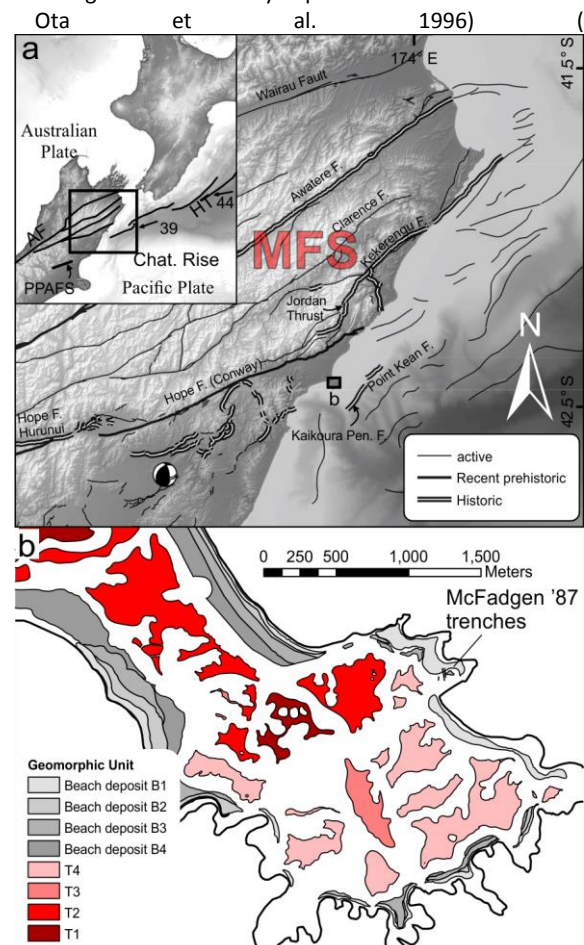 Ota et al. 1996) (
a
174° E
41.5° S
Wairau Fault
Australian
Plate
Awatere F.
Clarence F.
Kekerengu F.
MFS
AF
HT
44
39
Chat. Rise
PPAFS
Pacific Plate
Jordan
Thrust
N
Hope F. (Conway)
Point Kean F.
b
42.5° S
Hope F.
Hurunui
Kaikoura Pen. F.
active
Recent prehistoric
Historic
b
0 250 500 1,000 1,500
Meters
McFadgen '87
trenches
Geomorphic Unit
Beach deposit B1
Beach deposit B2
Beach deposit B3
Beach deposit B4
T4
T3
T2
T1